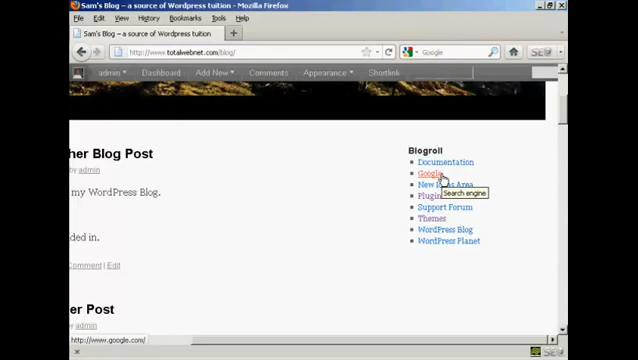 Sam's Blog – a source of Wordpress tuition - Mozilla Firefox
File Edit View History Bookmarks Tools Help
Sam's Blog – a source of Wordpress tuition
http://www.totalwebnet.com/blog/
Google
admin Dashboard Add New Comments Appearance Shortlink
her Blog Post
by admin
my WordPress Blog.
ded in.
Comment | Edit
r Post
by admin
Blogroll
Documentation
Google
Search engine
Support Forum
Themes
WordPress Blog
WordPress Planet
http://www.google.com/